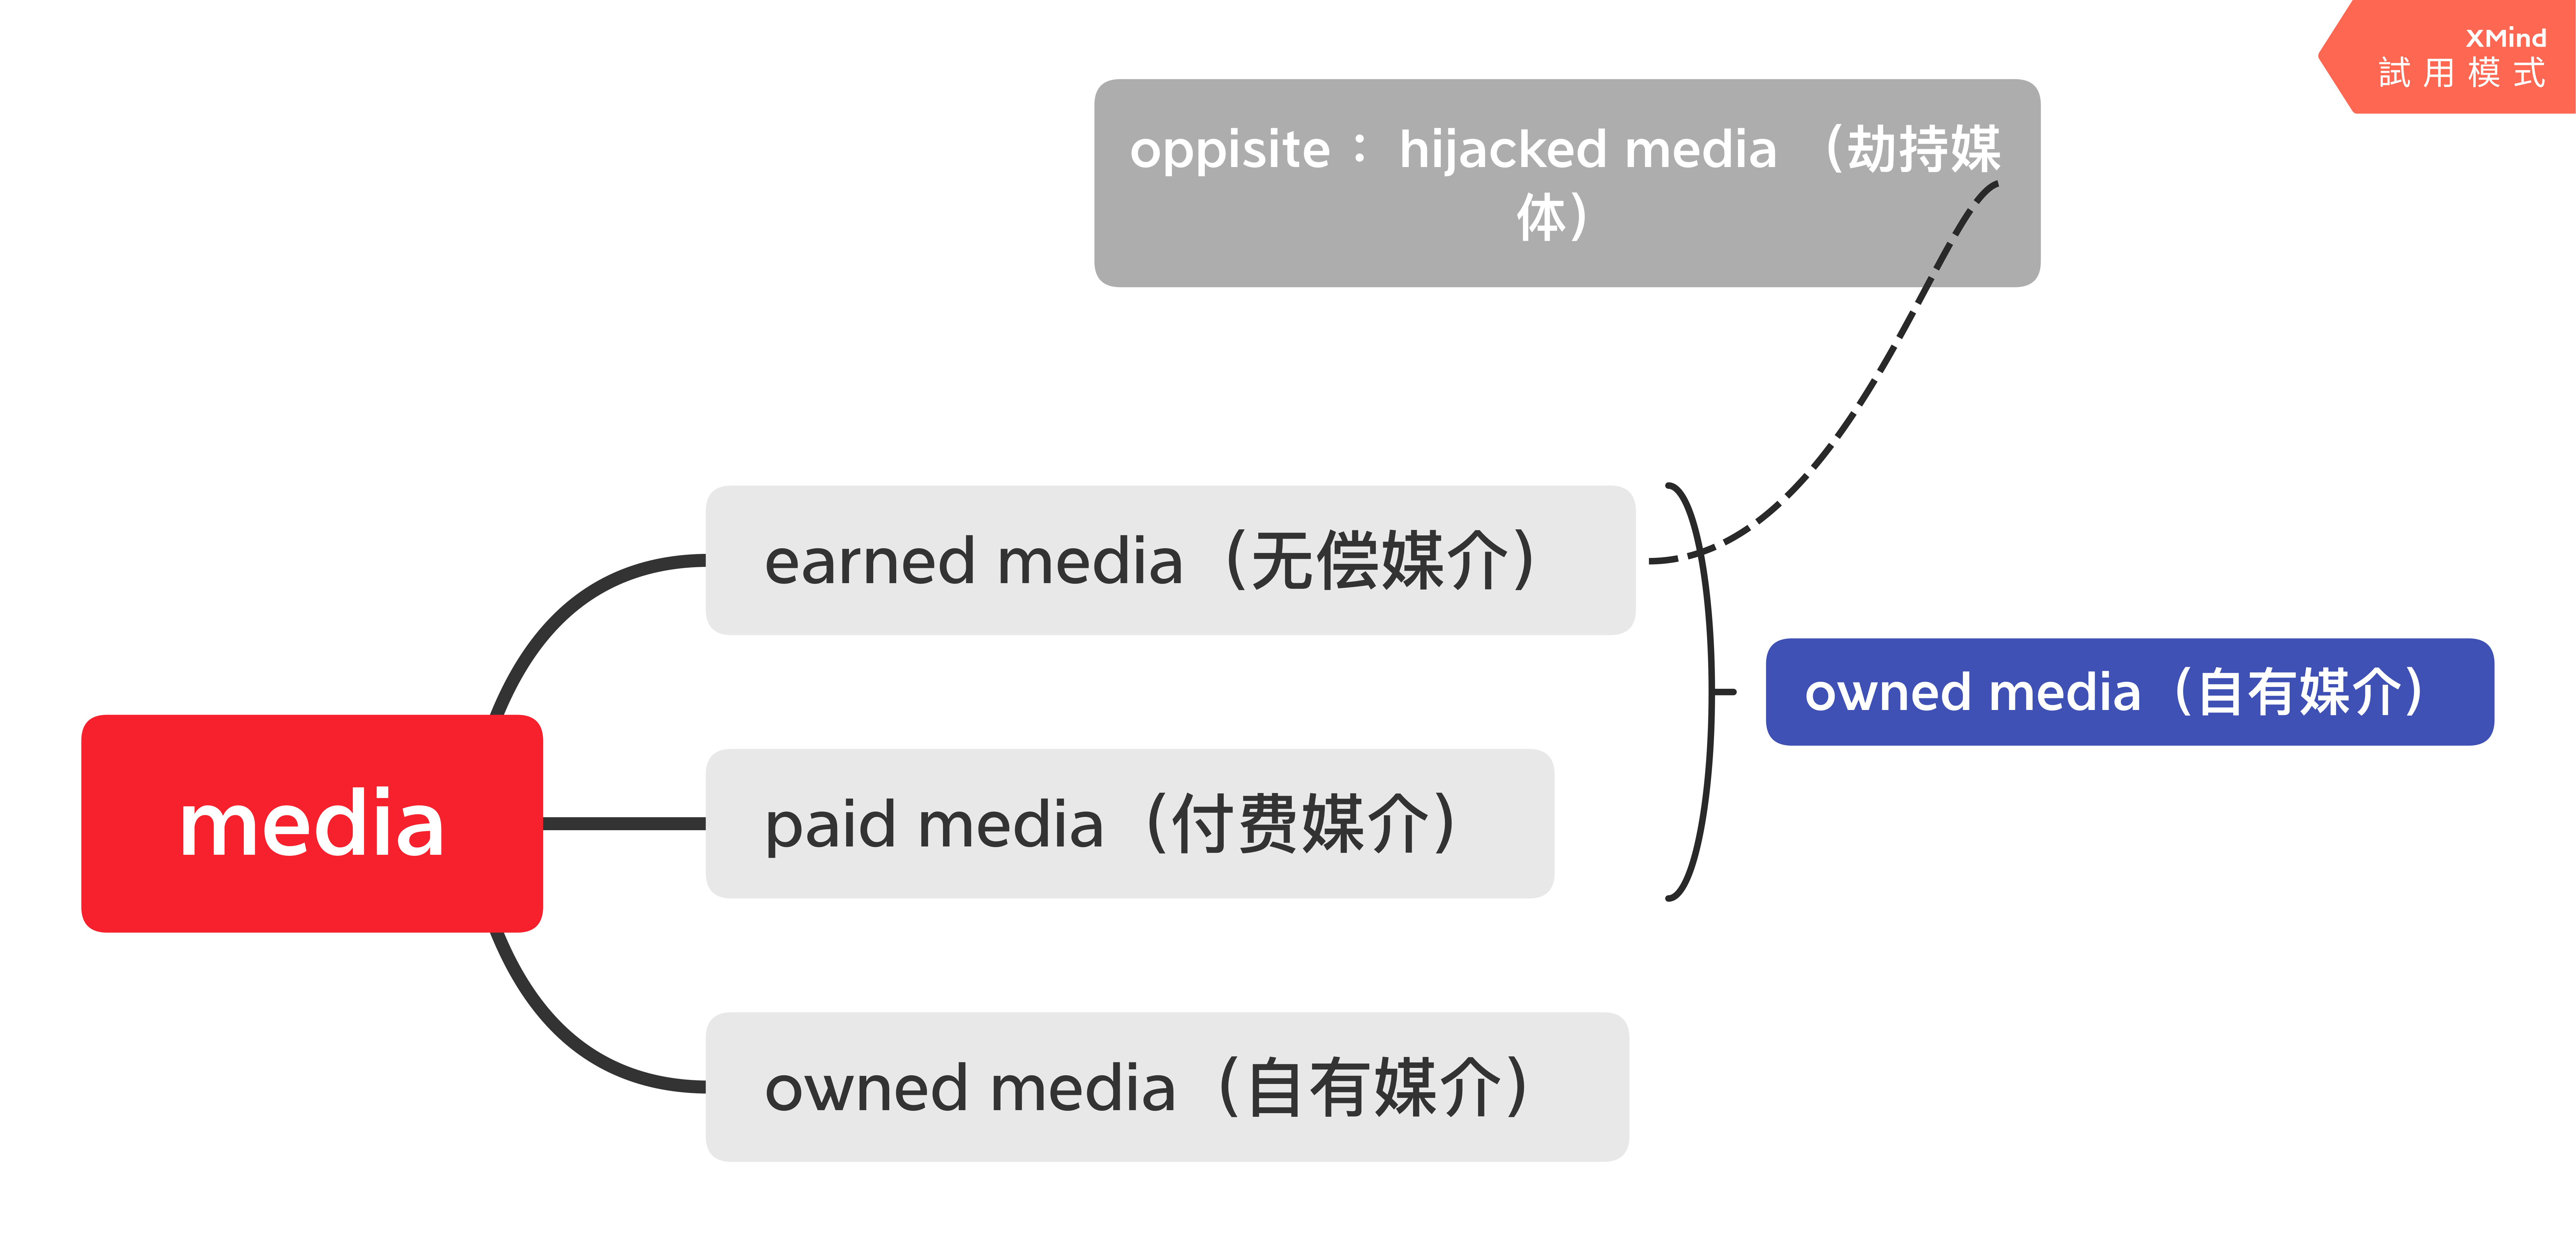 XMind
試用模式
oppisite： hijacked media （劫持媒
体）
earned media（无偿媒介）
owned media（自有媒介）
media
paid media（付费媒介）
owned media（自有媒介）